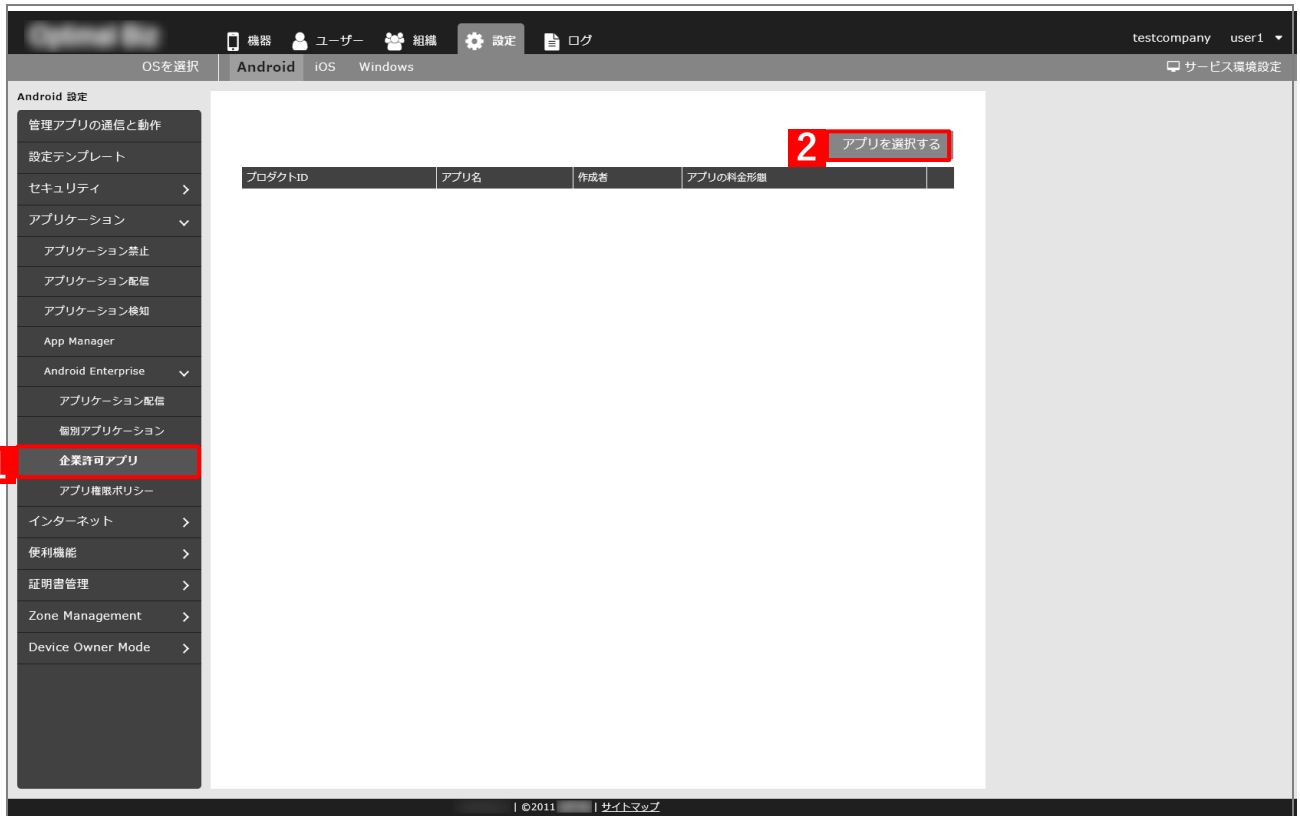 機器 ユーザー 組織 設定 ログ testcompany user1
OSを選択 Android iOS Windows サービス環境設定
Android 設定
管理アプリの通信と動作
2 アプリを選択する
設定テンプレート
プロダクトID アプリ名 作成者 アプリの料金形態
セキュリティ
アプリケーション
アプリケーション禁止
アプリケーション配信
アプリケーション検知
App Manager
Android Enterprise
アプリケーション配信
個別アプリケーション
1 企業許可アプリ
アプリ権限ポリシー
インターネット
便利機能
証明書管理
Zone Management
Device Owner Mode
| ©2011 | サイトマップ